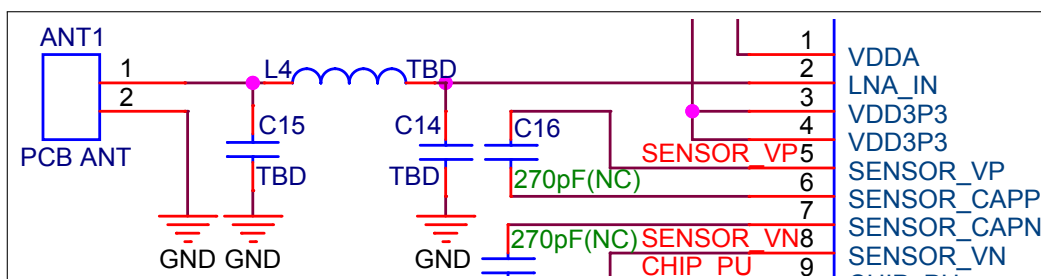 ANT1
1
2
PCB ANT
L4
TBD
C15
TBD
C14
TBD
C16
270pF(NC)
GND
GND
GND
1
VDDA
2
LNA_IN
3
VDD3P3
4
VDD3P3
SENSOR_VP
5
SENSOR_VP
6
SENSOR_CAPP
7
SENSOR_CAPN
270pF(NC)
SENSOR_VN
8
SENSOR_VN
CHIP_PU
9
CHIP_PU